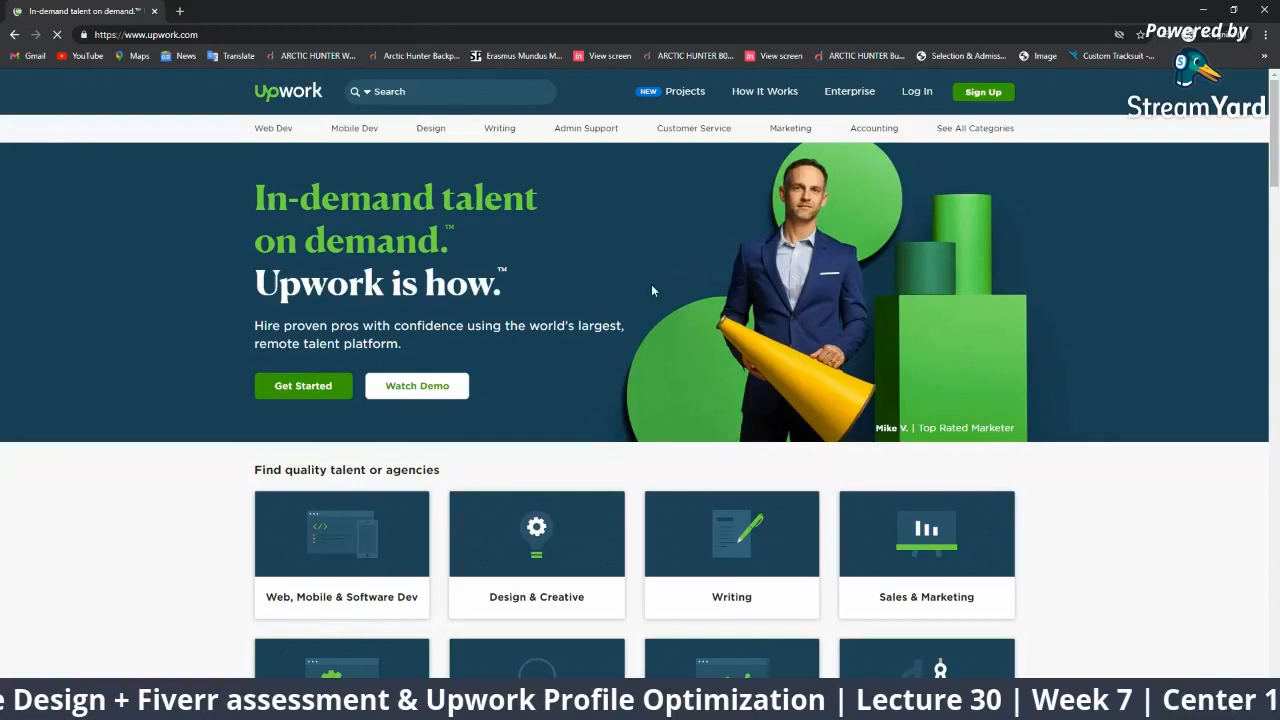 In-demand talent on demand.™
https://www.upwork.com
Powered by
Gmail YouTube Maps News Translate ARCTIC HUNTER W... Arctic Hunter Backp... Erasmus Mundus M... View screen ARCTIC HUNTER 80... View screen ARCTIC HUNTER Bu... Selection & Admiss... Image Custom Tracksuit -...
StreamYard
Upwork Search NEW Projects How It Works Enterprise Log In Sign Up
Web Dev Mobile Dev Design Writing Admin Support Customer Service Marketing Accounting See All Categories
In-demand talent
on demand.™
Upwork is how.™
Hire proven pros with confidence using the world's largest,
remote talent platform.
Get Started Watch Demo
Mike V. | Top Rated Marketer
Find quality talent or agencies
Web, Mobile & Software Dev Design & Creative Writing Sales & Marketing
e Design + Fiverr assessment & Upwork Profile Optimization | Lecture 30 | Week 7 | Center 1